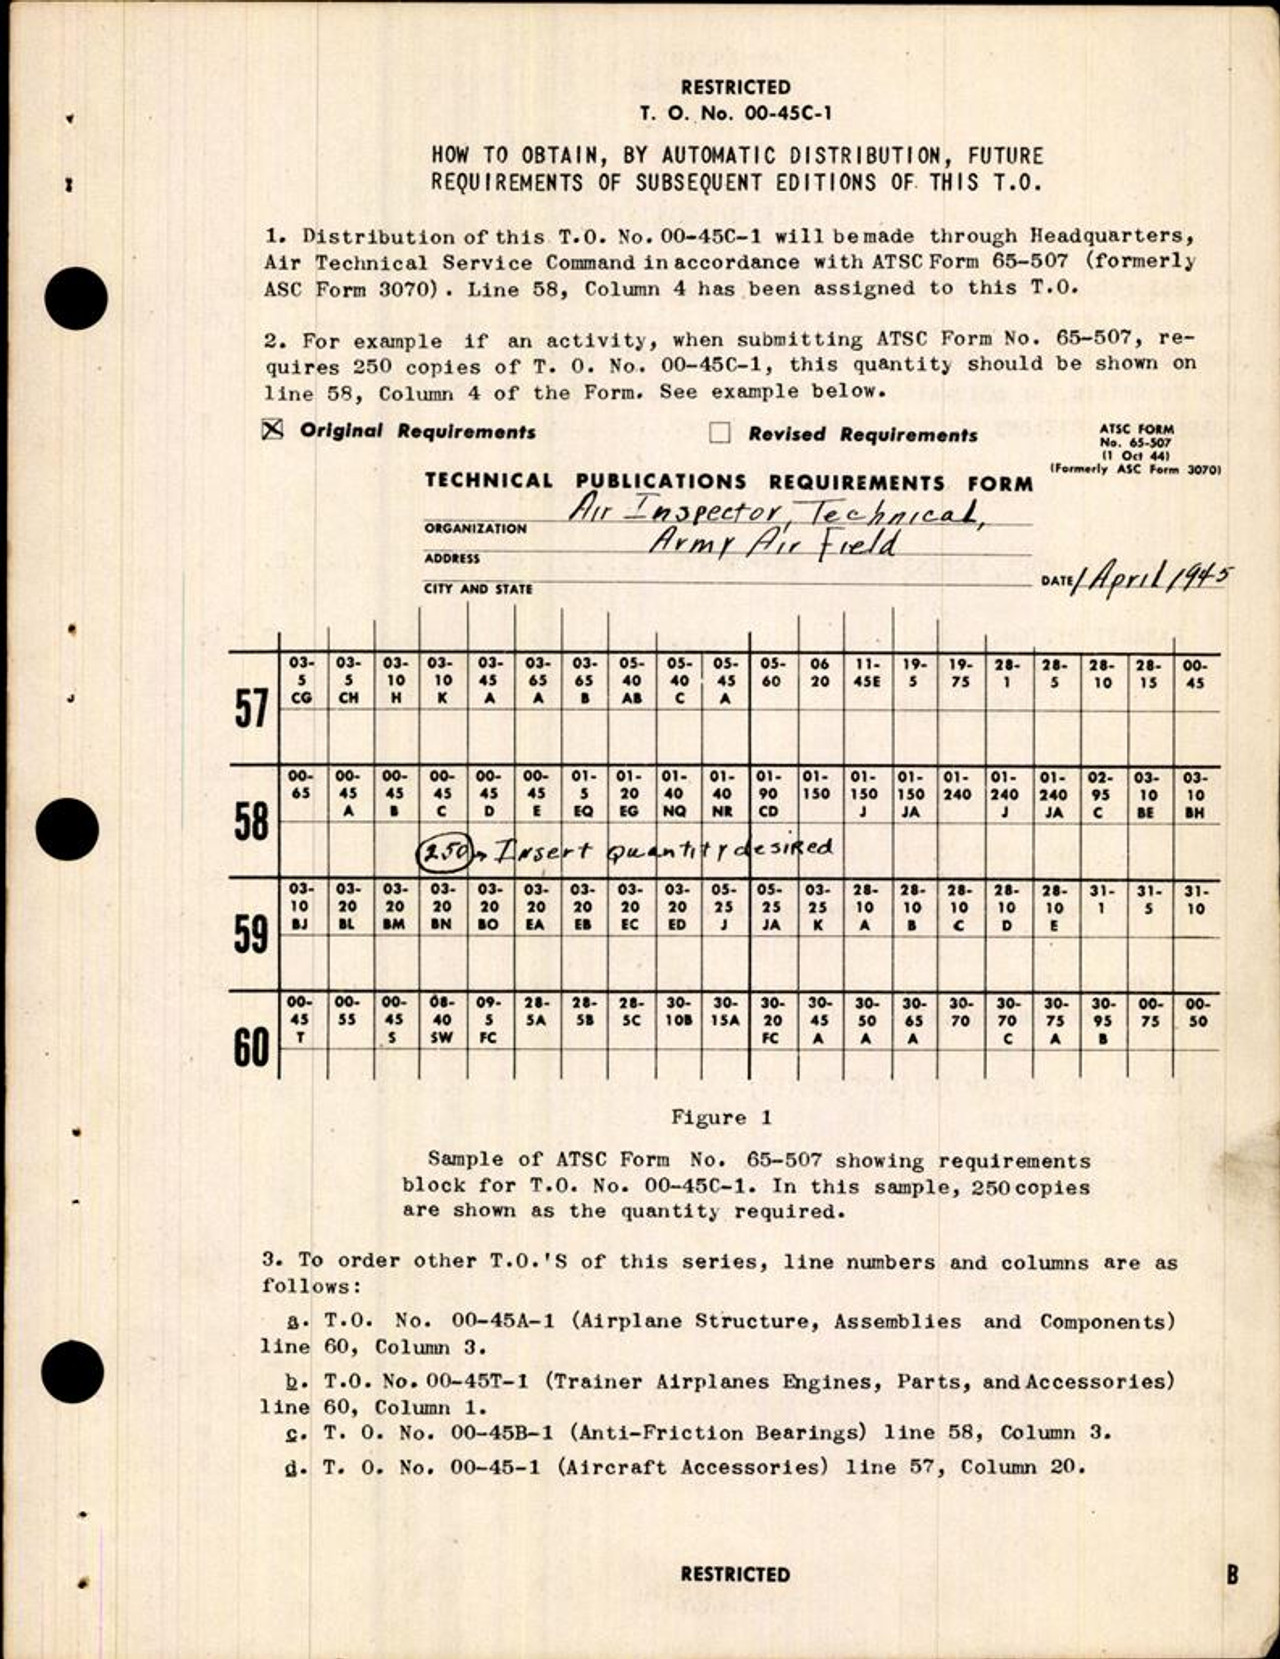 RESTRICTED
T. O. No. 00-45C-1
HOW TO OBTAIN, BY AUTOMATIC DISTRIBUTION, FUTURE
REQUIREMENTS OF SUBSEQUENT EDITIONS OF THIS T.O.
1. Distribution of this T.O. No. 00-45C-1 will be made through Headquarters,
Air Technical Service Command in accordance with ATSC Form 65-507 (formerly
ASC Form 3070). Line 58, Column 4 has been assigned to this T.O.
2. For example if an activity, when submitting ATSC Form No. 65-507, re-
quires 250 copies of T. O. No. 00-45C-1, this quantity should be shown on
line 58, Column 4 of the Form. See example below.
Original Requirements Revised Requirements
ATSC FORM
No. 65-507
(1 Oct 44)
(Formerly ASC Form 3070)
TECHNICAL PUBLICATIONS REQUIREMENTS FORM
ORGANIZATION Air Inspector, Technical,
ADDRESS Army Air Field
CITY AND STATE
DATE 1 April 1945
03- 03- 03- 03- 03- 03- 03- 05- 05- 05- 05- 06 11- 19- 19- 28- 28- 28- 28- 00-
5 5 10 10 45 65 65 40 40 45 60 20 45E 5 75 1 5 10 15 45
CG CH H K A A B AB C A
57
00- 00- 00- 00- 00- 00- 01- 01- 01- 01- 01- 01- 01- 01- 01- 01- 01- 02- 03- 03-
65 45 45 45 45 45 5 20 40 40 90 150 150 150 240 240 240 95 10 10
A B C D E EQ EG NQ NR CD J JA J JA C BE BH
58
250 Insert quantity desired
03- 03- 03- 03- 03- 03- 03- 03- 03- 05- 05- 03- 28- 28- 28- 28- 28- 31- 31- 31-
10 20 20 20 20 20 20 20 20 25 25 25 10 10 10 10 10 1 5 10
BJ BL BM BN BO EA EB EC ED J JA K A B C D E
59
00- 00- 00- 08- 09- 28- 28- 28- 30- 30- 30- 30- 30- 30- 30- 30- 30- 30- 00- 00-
45 55 45 40 5 5A 5B 5C 10B 15A 20 45 50 65 70 70 75 95 75 50
T S SW FC FC A A A C A B
60
Figure 1
Sample of ATSC Form No. 65-507 showing requirements
block for T.O. No. 00-45C-1. In this sample, 250 copies
are shown as the quantity required.
3. To order other T.O.'S of this series, line numbers and columns are as
follows:
a. T.O. No. 00-45A-1 (Airplane Structure, Assemblies and Components)
line 60, Column 3.
b. T.O. No. 00-45T-1 (Trainer Airplanes Engines, Parts, and Accessories)
line 60, Column 1.
c. T. O. No. 00-45B-1 (Anti-Friction Bearings) line 58, Column 3.
d. T. O. No. 00-45-1 (Aircraft Accessories) line 57, Column 20.
RESTRICTED
B